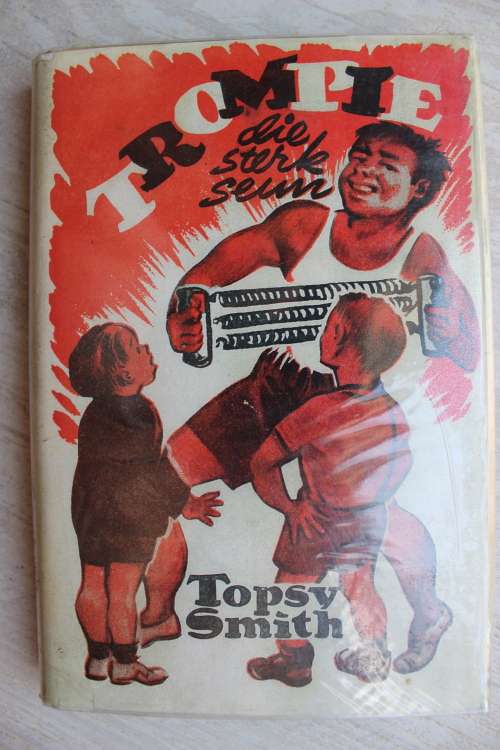 TROMPIE
die
sterk
seun
Topsy
Smith